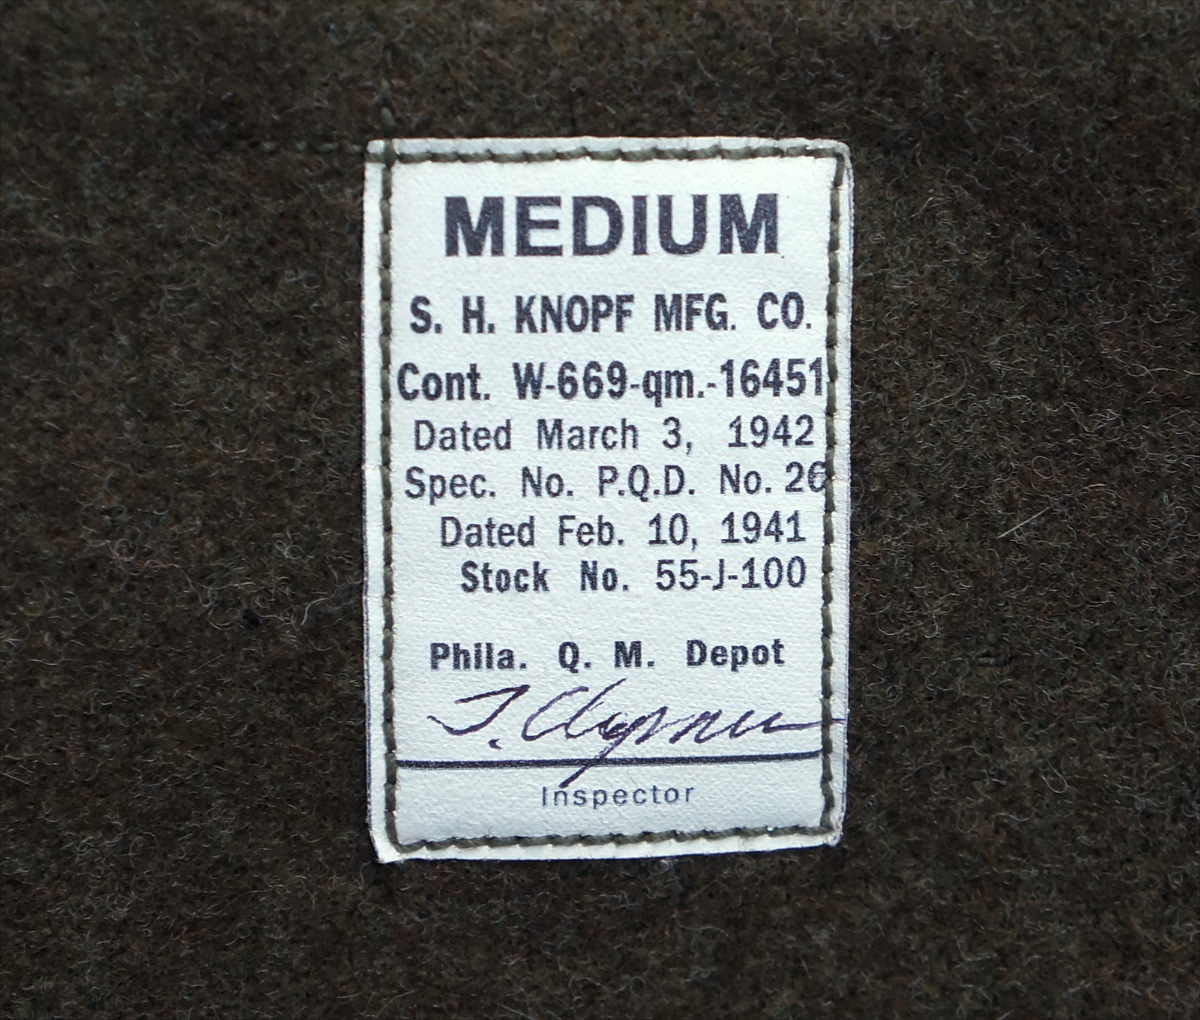 MEDIUM
S. H. KNOPF MFG. CO.
Cont. W-669-qm.-16451
Dated March 3, 1942
Spec. No. P.Q.D. No. 26
Dated Feb. 10, 1941
Stock No. 55-J-100
Phila. Q. M. Depot
Inspector